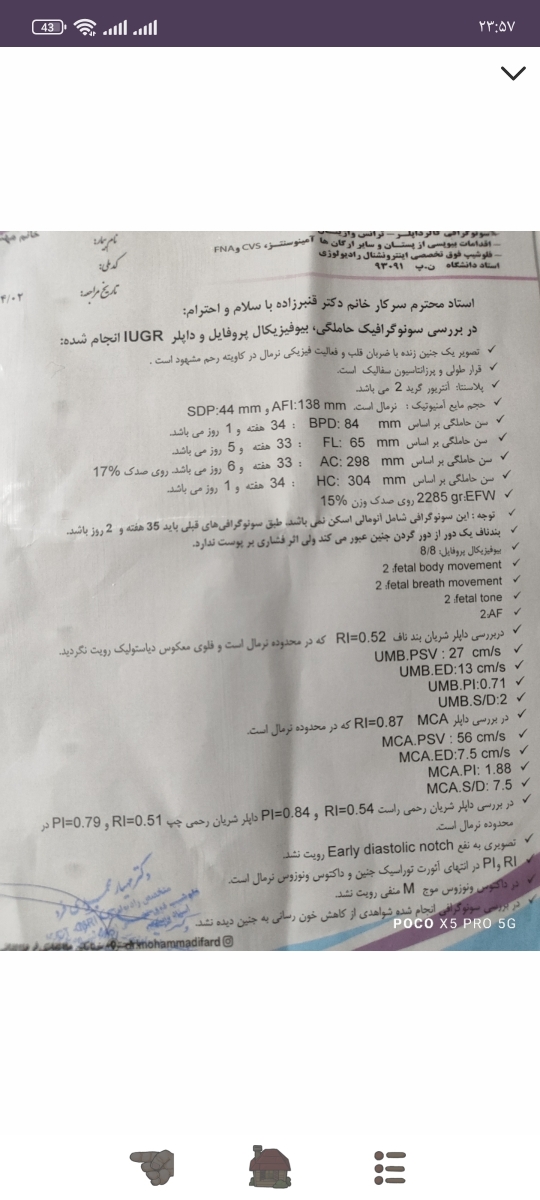 43
۲۳:۵۷
سونوگرافی کالر داپلر – ترانس واژینال
– اقدامات بیوپسی از پستان و سایر ارگان ها آمنیوسنتز، CVS و FNA
– فلوشیپ فوق تخصصی اینترونشنال رادیولوژی
استاد دانشگاه ن.پ ۹۳۰۹۱
نام بیمار: خانم
کد ملی:
تاریخ مراجعه:
استاد محترم سرکار خانم دکتر قنبرزاده با سلام و احترام:
در بررسی سونوگرافیک حاملگی، بیوفیزیکال پروفایل و داپلر IUGR انجام شده:
✓ تصویر یک جنین زنده با ضربان قلب و فعالیت فیزیکی نرمال در کاویته رحم مشهود است .
✓ قرار طولی و پرزانتاسیون سفالیک است.
✓ پلاسنتا: آنتریور گرید 2 می باشد.
✓ حجم مایع آمنیوتیک : نرمال است. AFI:138 mm و SDP:44 mm
✓ سن حاملگی بر اساس BPD: 84 mm : 34 هفته و 1 روز می باشد.
✓ سن حاملگی بر اساس FL: 65 mm : 33 هفته و 5 روز می باشد.
✓ سن حاملگی بر اساس AC: 298 mm : 33 هفته و 6 روز می باشد. روی صدک 17%
✓ سن حاملگی بر اساس HC: 304 mm : 34 هفته و 1 روز می باشد.
✓ 2285 gr:EFW روی صدک وزن 15%
✓ توجه : این سونوگرافی شامل آنومالی اسکن نمی باشد. طبق سونوگرافی‌های قبلی باید 35 هفته و 2 روز باشد.
✓ بندناف یک دور از دور گردن جنین عبور می کند ولی اثر فشاری بر پوست ندارد.
✓ بیوفیزیکال پروفایل: 8/8
✓ 2 :fetal body movement
✓ 2 :fetal breath movement
✓ 2 :fetal tone
✓ 2:AF
✓ دربررسی داپلر شریان بند ناف RI=0.52 که در محدوده نرمال است و فلوی معکوس دیاستولیک رویت نگردید.
✓ UMB.PSV : 27 cm/s
✓ UMB.ED:13 cm/s
✓ UMB.PI:0.71
✓ UMB.S/D:2
✓ در بررسی داپلر MCA RI=0.87 که در محدوده نرمال است.
✓ MCA.PSV : 56 cm/s
✓ MCA.ED:7.5 cm/s
✓ MCA.PI: 1.88
✓ MCA.S/D: 7.5
✓ در بررسی داپلر شریان رحمی راست RI=0.54 و PI=0.84 داپلر شریان رحمی چپ RI=0.51 و PI=0.79 در
محدوده نرمال است.
✓ تصویری به نفع Early diastolic notch رویت نشد.
✓ RI و PI در انتهای آئورت توراسیک جنین و داکتوس ونوزوس نرمال است.
✓ در داکتوس ونوزوس موج M منفی رویت نشد.
✓ در بررسی سونوگرافی انجام شده شواهدی از کاهش خون رسانی به جنین دیده نشد.
drmohammadifard
POCO X5 PRO 5G